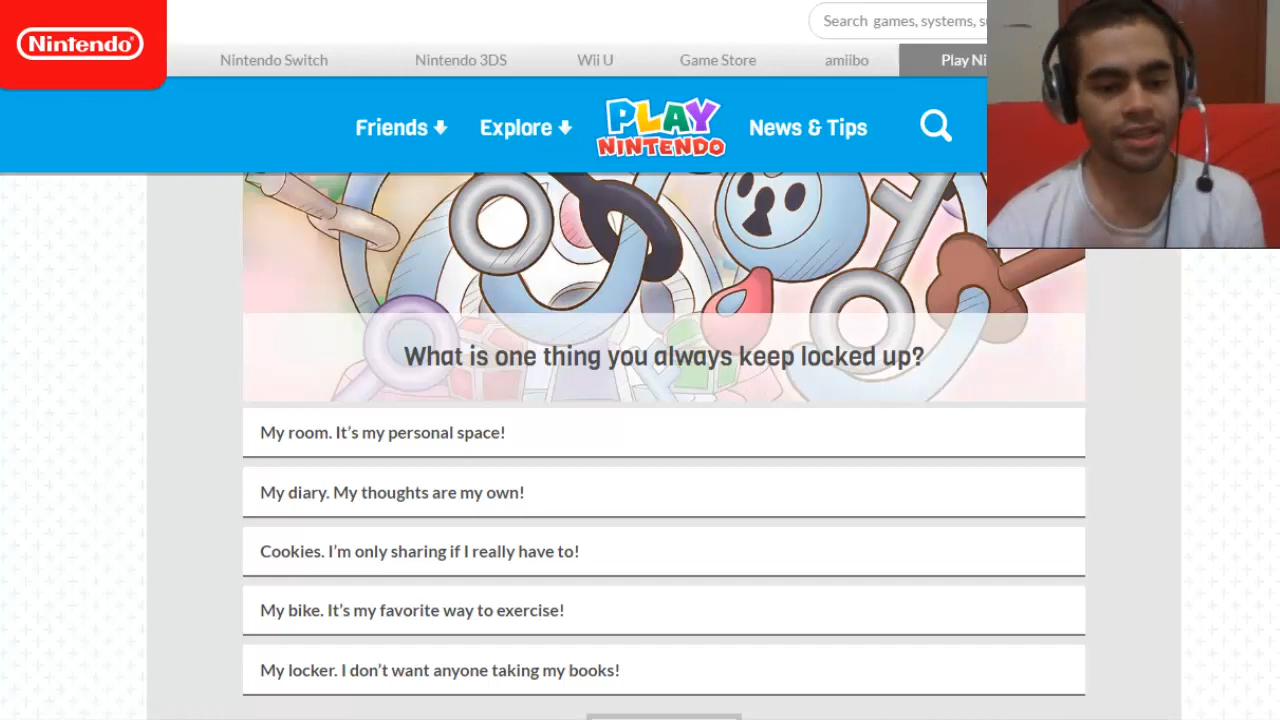 Nintendo
Search games, systems, su
Nintendo Switch Nintendo 3DS Wii U Game Store amiibo Play Ni
Friends Explore PLAY NINTENDO News & Tips
What is one thing you always keep locked up?
My room. It's my personal space!
My diary. My thoughts are my own!
Cookies. I'm only sharing if I really have to!
My bike. It's my favorite way to exercise!
My locker. I don't want anyone taking my books!